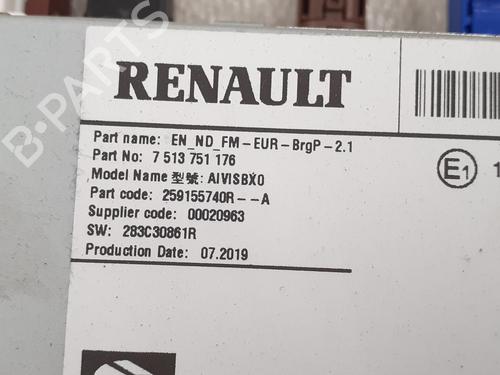 RENAULT
Part name: EN_ND_FM-EUR-BrgP-2.1
Part No: 7 513 751 176
Model Name 型號: AIVISBX0
Part code: 259155740R--A
Supplier code: 00020963
SW: 283C30861R
Production Date: 07.2019
E1 1
B-PARTS